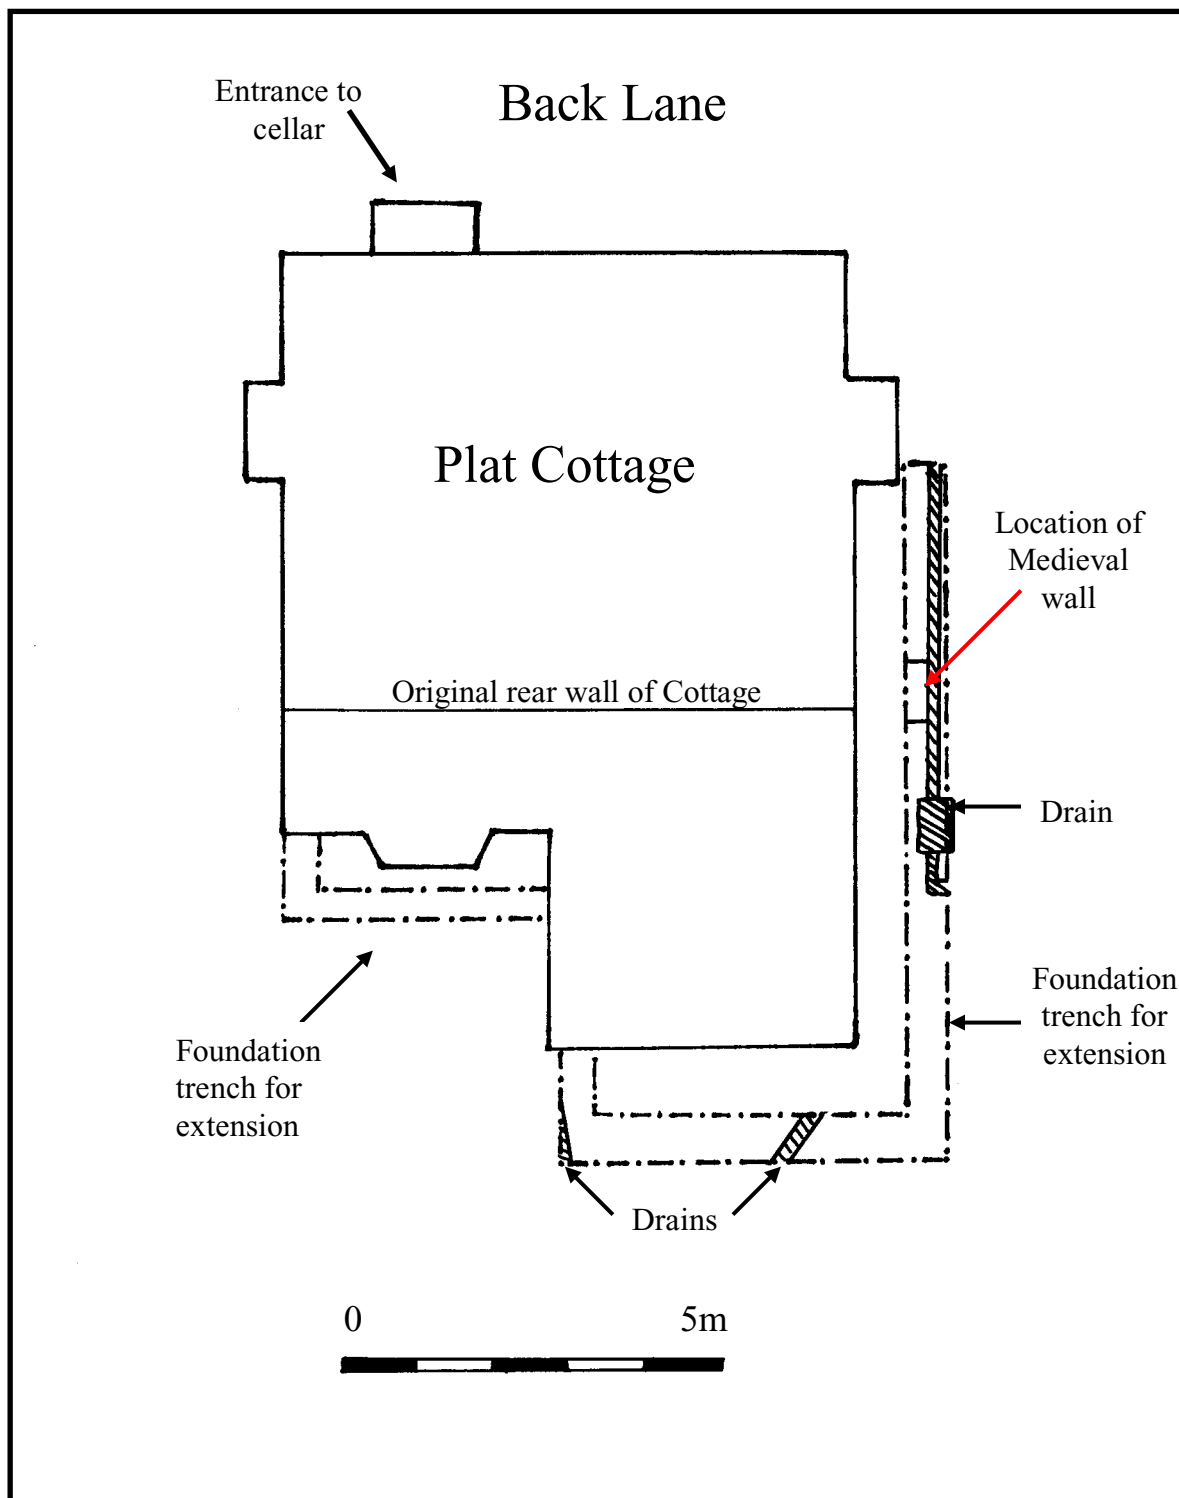 Entrance to
cellar
Back Lane
Plat Cottage
Location of
Medieval
wall
Original rear wall of Cottage
Drain
Foundation
trench for
extension
Foundation
trench for
extension
Drains
0 5m